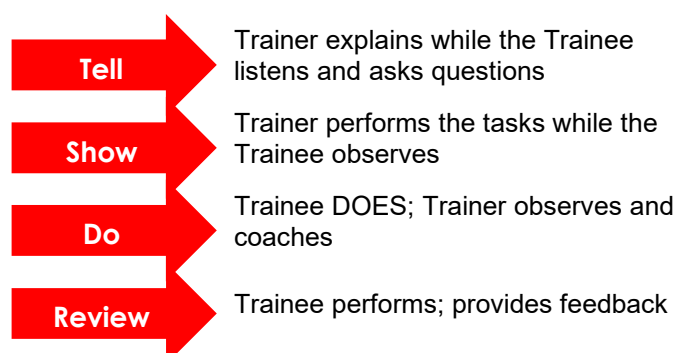 Tell
Trainer explains while the Trainee
listens and asks questions
Show
Trainer performs the tasks while the
Trainee observes
Do
Trainee DOES; Trainer observes and
coaches
Review
Trainee performs; provides feedback